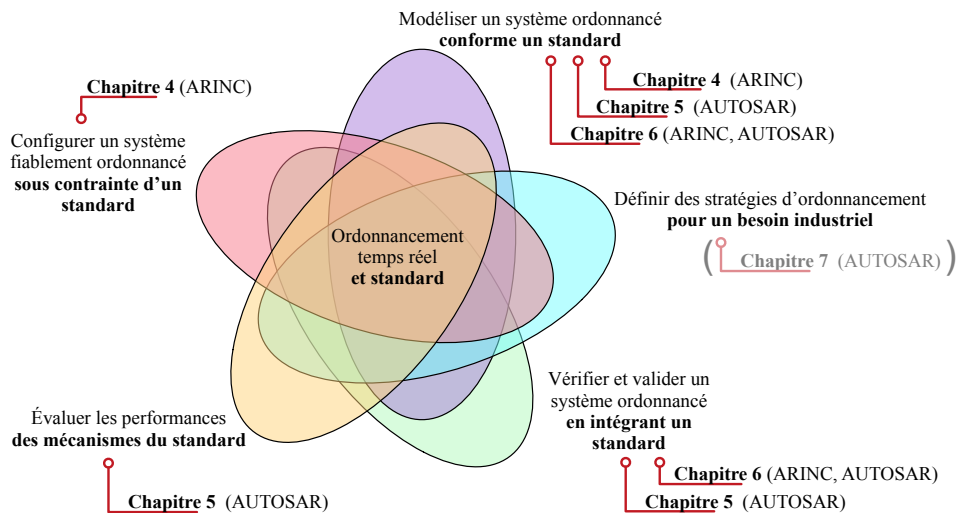 Modéliser un système ordonnancé
conforme un standard
Chapitre 4 (ARINC)
Chapitre 5 (AUTOSAR)
Chapitre 6 (ARINC, AUTOSAR)
Chapitre 4 (ARINC)
Configurer un système
fiablement ordonnancé
sous contrainte d'un
standard
Définir des stratégies d'ordonnancement
pour un besoin industriel
( Chapitre 7 (AUTOSAR) )
Ordonnancement
temps réel
et standard
Vérifier et valider un
système ordonnancé
en intégrant un
standard
Chapitre 6 (ARINC, AUTOSAR)
Chapitre 5 (AUTOSAR)
Évaluer les performances
des mécanismes du standard
Chapitre 5 (AUTOSAR)